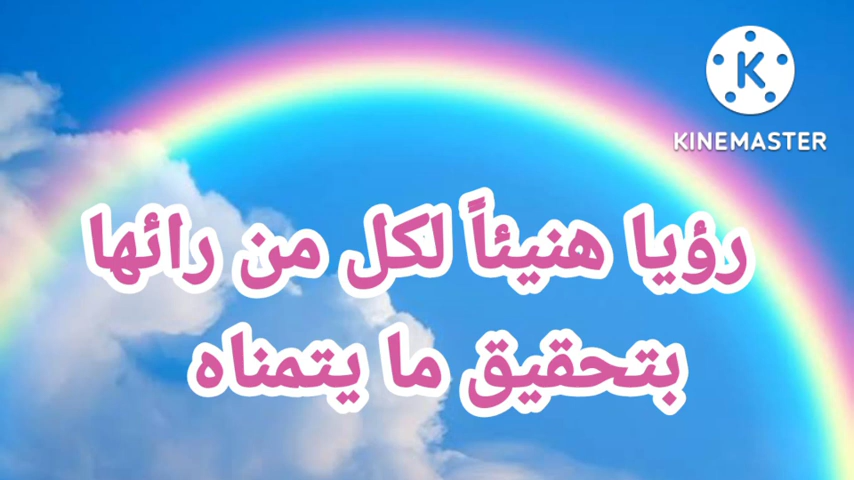 KINEMASTER
رؤيا هنيئاً لكل من رائها
بتحقيق ما يتمناه